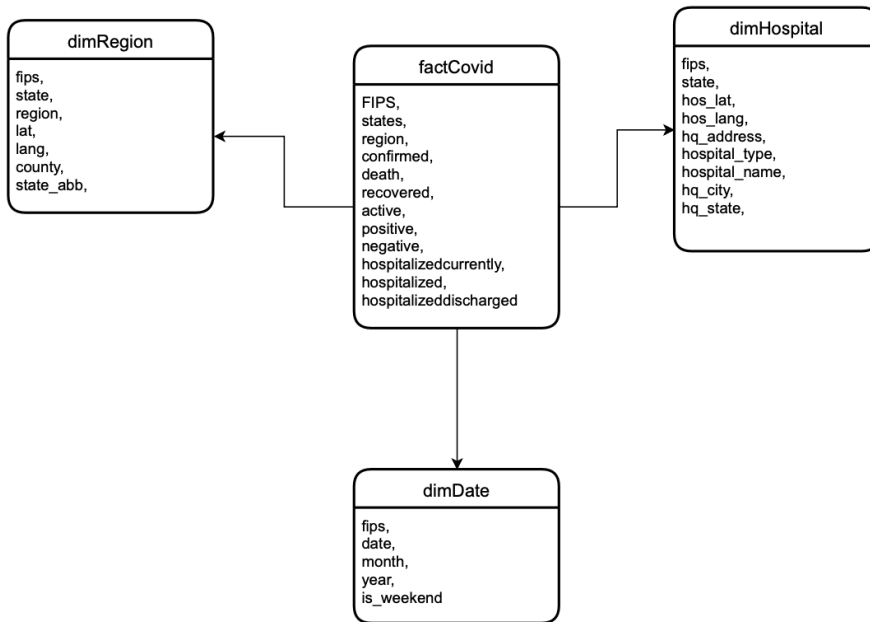 dimRegion
fips,
state,
region,
lat,
lang,
county,
state_abb,
factCovid
FIPS,
states,
region,
confirmed,
death,
recovered,
active,
positive,
negative,
hospitalizedcurrently,
hospitalized,
hospitalizeddischarged
dimHospital
fips,
state,
hos_lat,
hos_lang,
hq_address,
hospital_type,
hospital_name,
hq_city,
hq_state,
dimDate
fips,
date,
month,
year,
is_weekend